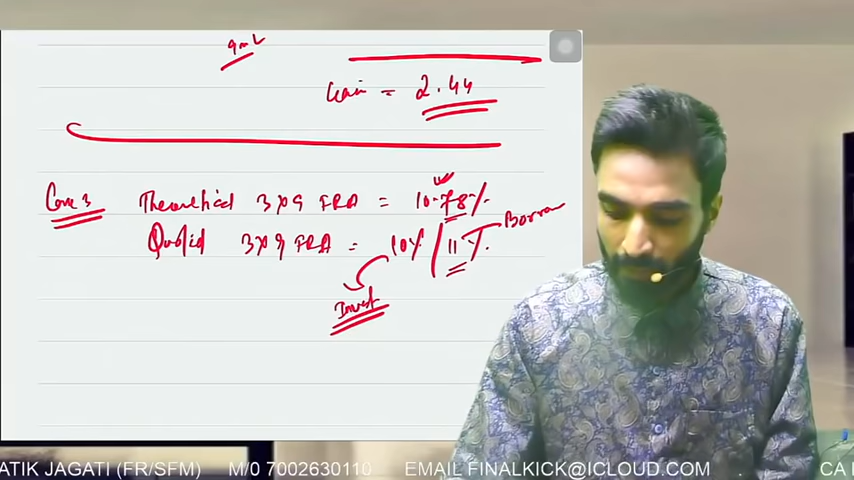 Gain = 2.44
Case 3 Theoretical 3x9 FRA = 10.78%
Quoted 3x9 FRA = 10% / 11%. Borrow
Invest
ATIK JAGATI (FR/SFM) M/0 7002630110 EMAIL FINALKICK@ICLOUD.COM . CA